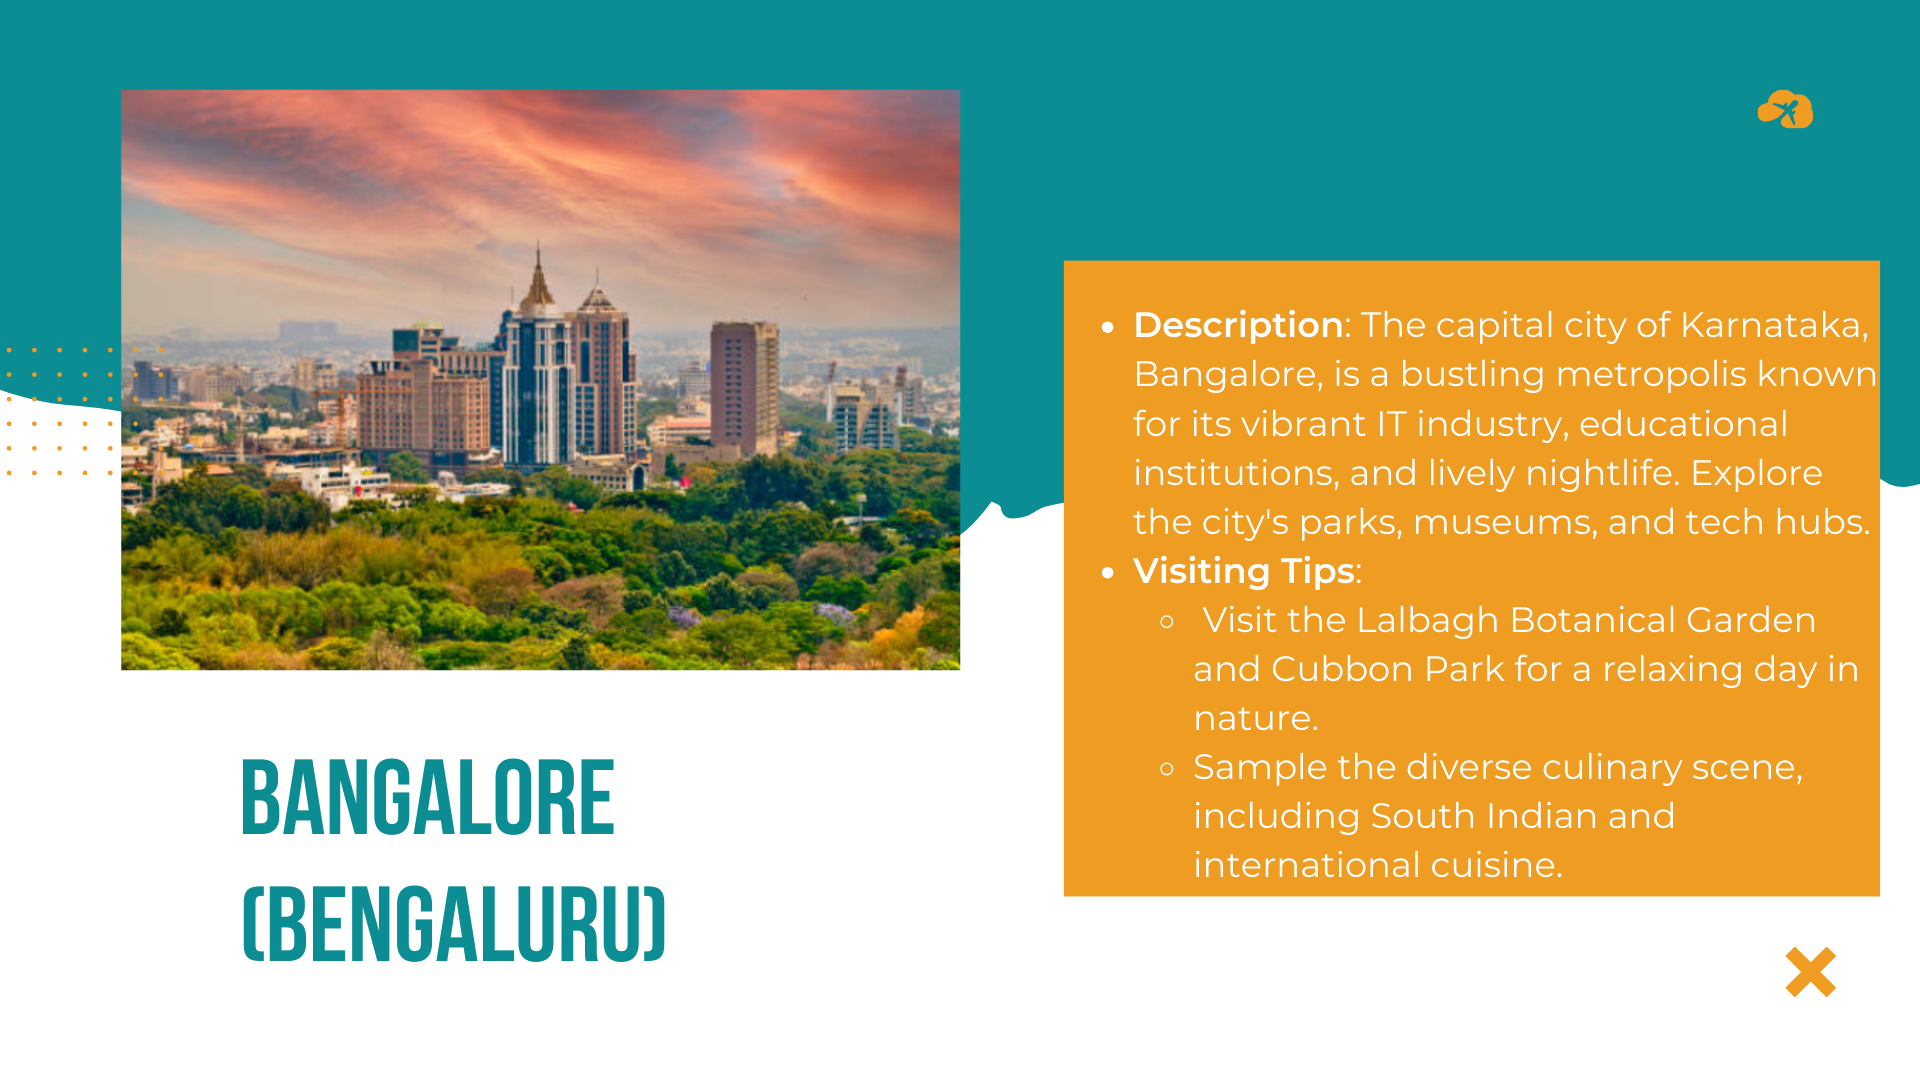 BANGALORE
(BENGALURU)
• Description: The capital city of Karnataka,
Bangalore, is a bustling metropolis known
for its vibrant IT industry, educational
institutions, and lively nightlife. Explore
the city's parks, museums, and tech hubs.
• Visiting Tips:
◦ Visit the Lalbagh Botanical Garden
and Cubbon Park for a relaxing day in
nature.
◦ Sample the diverse culinary scene,
including South Indian and
international cuisine.